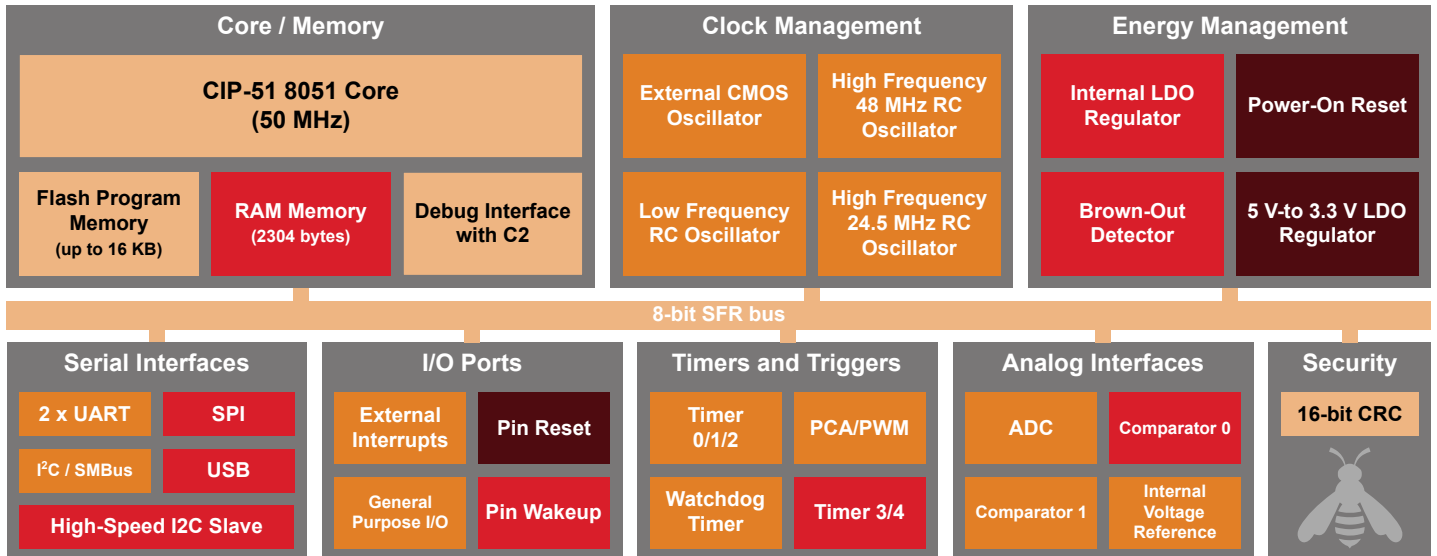 Core / Memory
CIP-51 8051 Core
(50 MHz)
Flash Program
Memory
(up to 16 KB)
RAM Memory
(2304 bytes)
Debug Interface
with C2
Clock Management
External CMOS
Oscillator
High Frequency
48 MHz RC
Oscillator
Low Frequency
RC Oscillator
High Frequency
24.5 MHz RC
Oscillator
Energy Management
Internal LDO
Regulator
Power-On Reset
Brown-Out
Detector
5 V-to 3.3 V LDO
Regulator
8-bit SFR bus
Serial Interfaces
2 x UART
SPI
I²C / SMBus
USB
High-Speed I2C Slave
I/O Ports
External
Interrupts
Pin Reset
General
Purpose I/O
Pin Wakeup
Timers and Triggers
Timer
0/1/2
PCA/PWM
Watchdog
Timer
Timer 3/4
Analog Interfaces
ADC
Comparator 0
Comparator 1
Internal
Voltage
Reference
Security
16-bit CRC